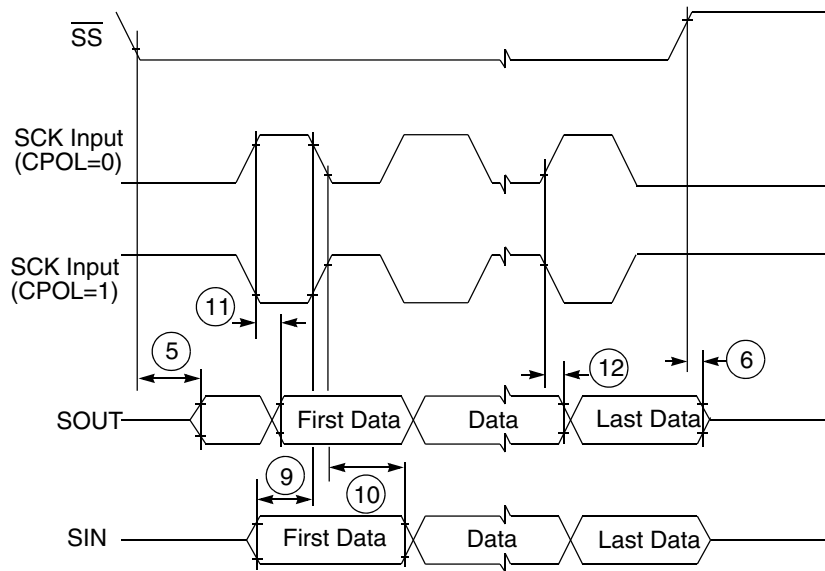 SS
SCK Input
(CPOL=0)
SCK Input
(CPOL=1)
11
5
12
6
SOUT
First Data
Data
Last Data
9
10
SIN
First Data
Data
Last Data